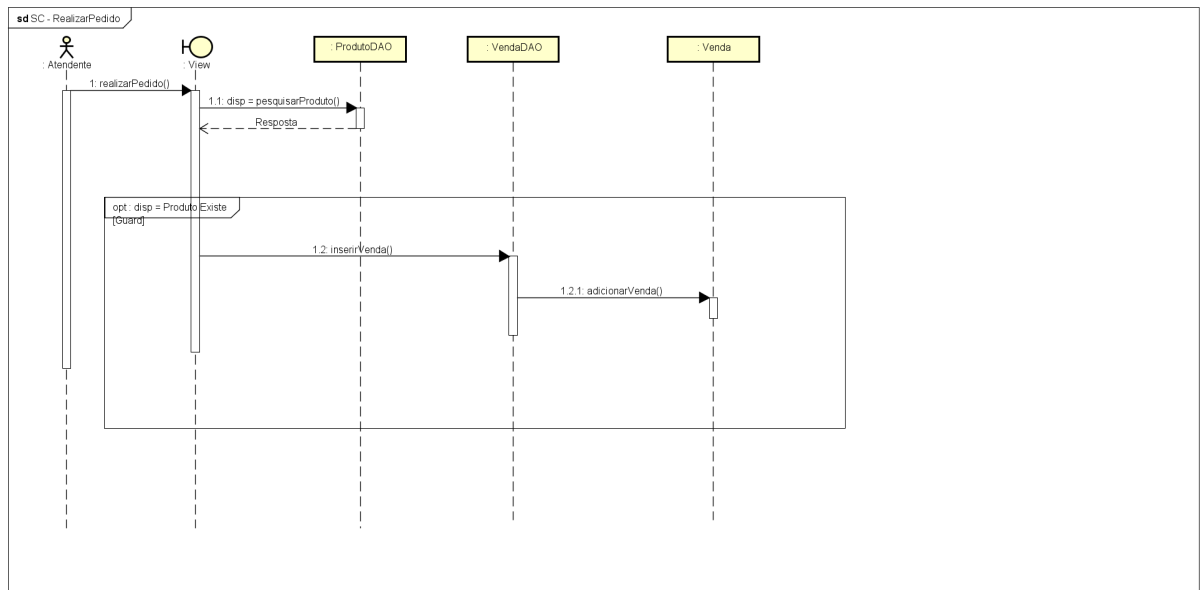 sd SC - RealizarPedido
: Atendente
: View
: ProdutoDAO
: VendaDAO
: Venda
1: realizarPedido()
1.1: disp = pesquisarProduto()
Resposta
opt : disp = Produto Existe
[Guard]
1.2: inserirVenda()
1.2.1: adicionarVenda()